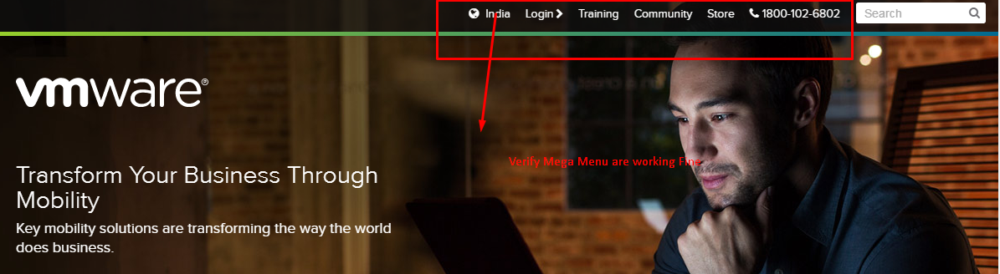 India Login Training Community Store 1800-102-6802 Search
vmware®
Verify Mega Menu are working Fine
Transform Your Business Through
Mobility
Key mobility solutions are transforming the way the world
does business.